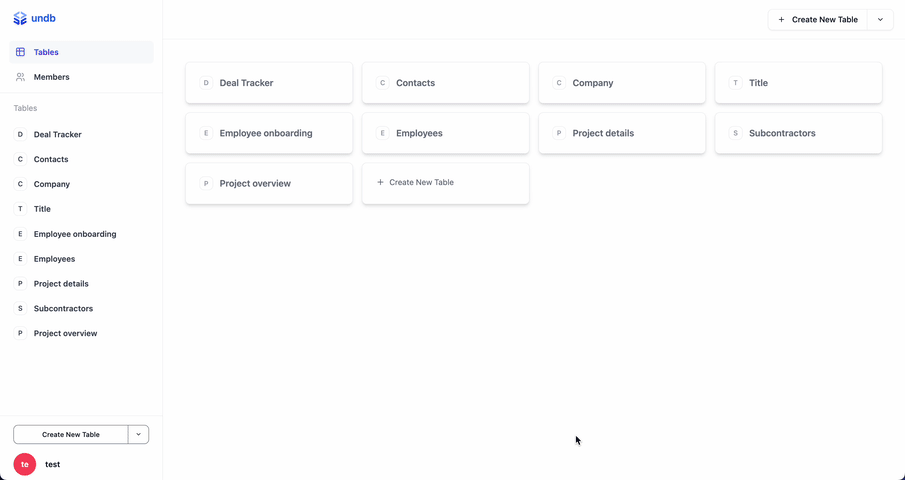 undb
Tables
Members
Tables
D Deal Tracker
C Contacts
C Company
T Title
E Employee onboarding
E Employees
P Project details
S Subcontractors
P Project overview
Create New Table
te test
+ Create New Table
D Deal Tracker
C Contacts
C Company
T Title
E Employee onboarding
E Employees
P Project details
S Subcontractors
P Project overview
+ Create New Table